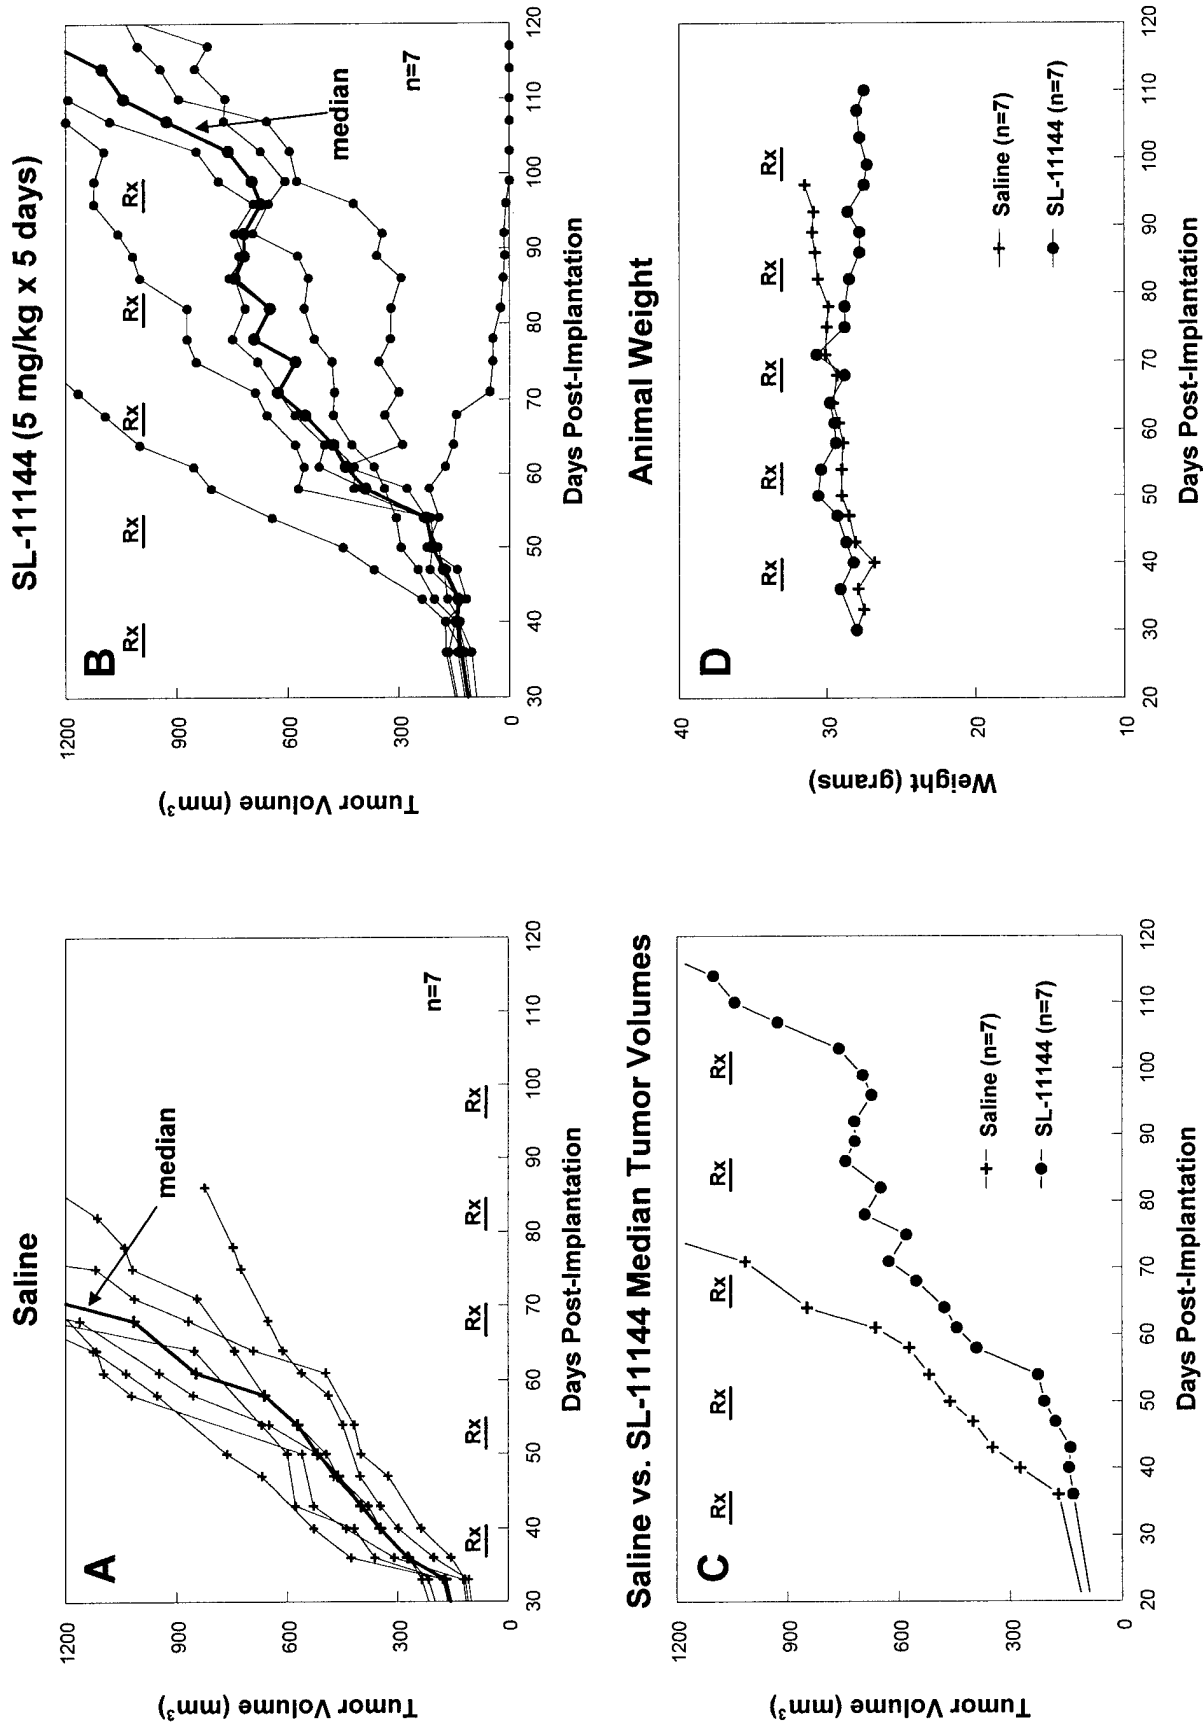 Saline
A
1200
900
600
300
0
Tumor Volume (mm³)
median
n=7
Rx Rx Rx Rx Rx
30 40 50 60 70 80 90 100 110 120
Days Post-Implantation
SL-11144 (5 mg/kg x 5 days)
B
1200
900
600
300
0
Tumor Volume (mm³)
Rx Rx Rx Rx Rx
median
n=7
30 40 50 60 70 80 90 100 110 120
Days Post-Implantation
Saline vs. SL-11144 Median Tumor Volumes
C
1200
900
600
300
0
Tumor Volume (mm³)
Rx Rx Rx Rx Rx
Saline (n=7)
SL-11144 (n=7)
20 30 40 50 60 70 80 90 100 110 120
Days Post-Implantation
Animal Weight
D
40
30
20
10
Weight (grams)
Rx Rx Rx Rx Rx
Saline (n=7)
SL-11144 (n=7)
20 30 40 50 60 70 80 90 100 110 120
Days Post-Implantation